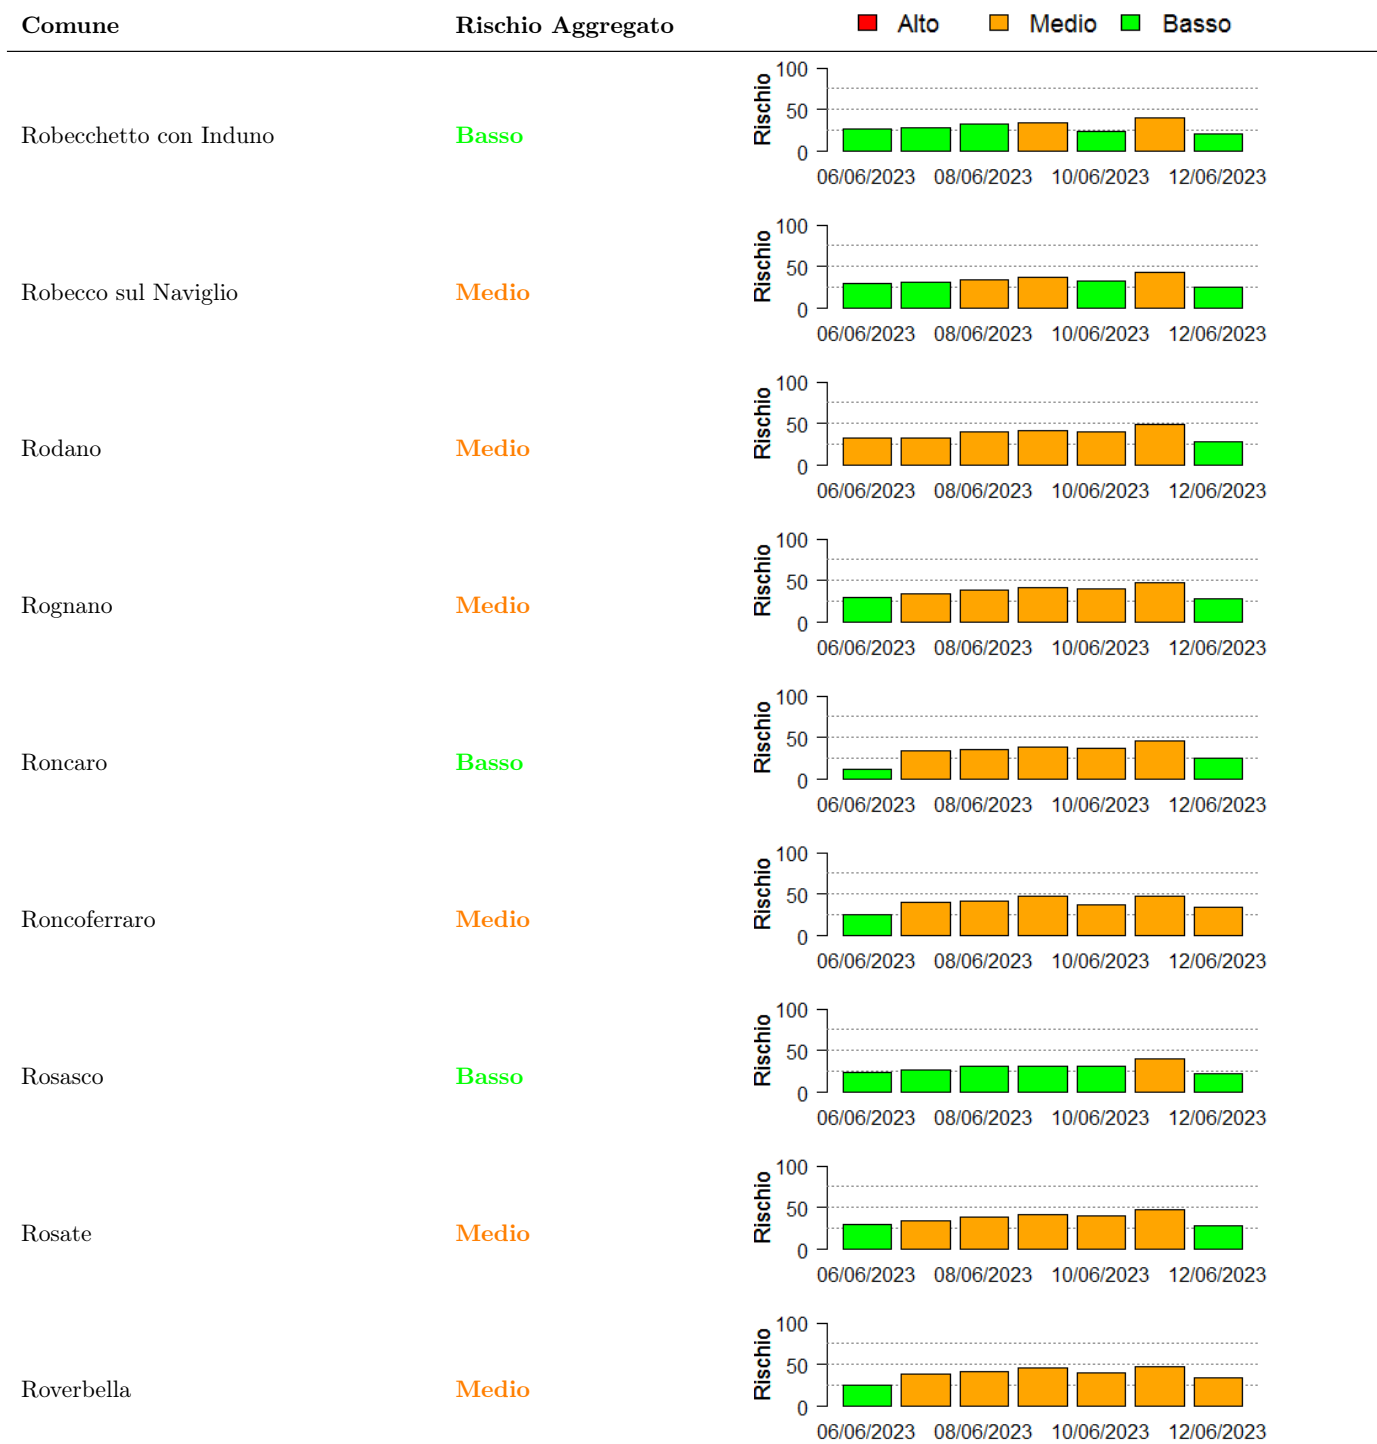 Comune Rischio Aggregato Alto Medio Basso
100
50
0
Rischio
Robecchetto con Induno Basso
06/06/2023 08/06/2023 10/06/2023 12/06/2023
100
50
0
Rischio
Robecco sul Naviglio Medio
06/06/2023 08/06/2023 10/06/2023 12/06/2023
100
50
0
Rischio
Rodano Medio
06/06/2023 08/06/2023 10/06/2023 12/06/2023
100
50
0
Rischio
Rognano Medio
06/06/2023 08/06/2023 10/06/2023 12/06/2023
100
50
0
Rischio
Roncaro Basso
06/06/2023 08/06/2023 10/06/2023 12/06/2023
100
50
0
Rischio
Roncoferraro Medio
06/06/2023 08/06/2023 10/06/2023 12/06/2023
100
50
0
Rischio
Rosasco Basso
06/06/2023 08/06/2023 10/06/2023 12/06/2023
100
50
0
Rischio
Rosate Medio
06/06/2023 08/06/2023 10/06/2023 12/06/2023
100
50
0
Rischio
Roverbella Medio
06/06/2023 08/06/2023 10/06/2023 12/06/2023